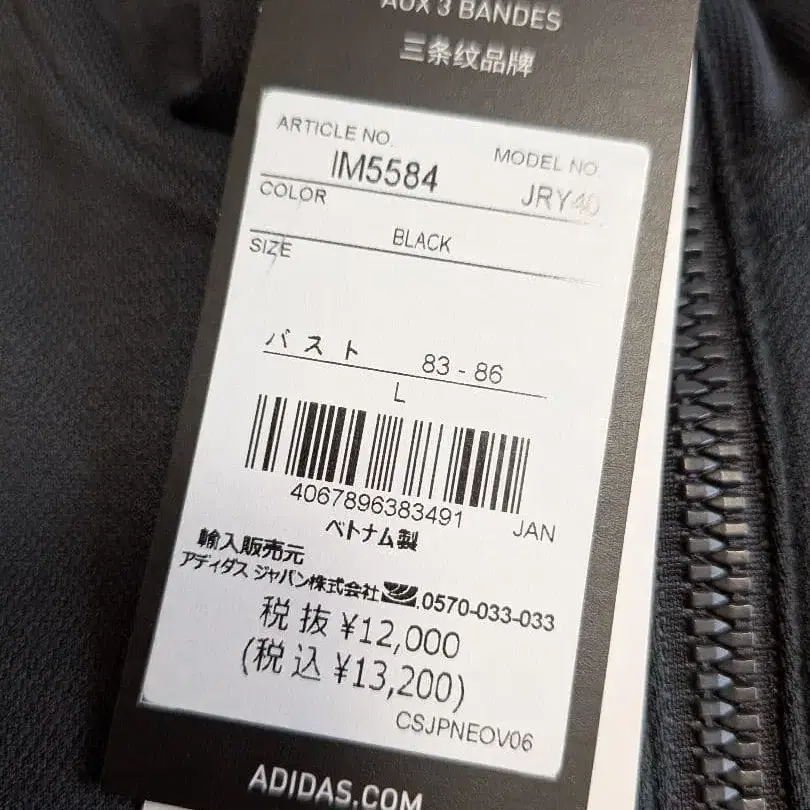 AUX 3 BANDES
三条纹品牌
ARTICLE NO.
IM5584
MODEL NO.
JRY40
COLOR
BLACK
SIZE
バスト 83 - 86
L
4067896383491 JAN
ベトナム製
輸入販売元
アディダス ジャパン株式会社 0570-033-033
税抜 ¥12,000
(税込 ¥13,200)
CSJPNEOV06
ADIDAS.COM